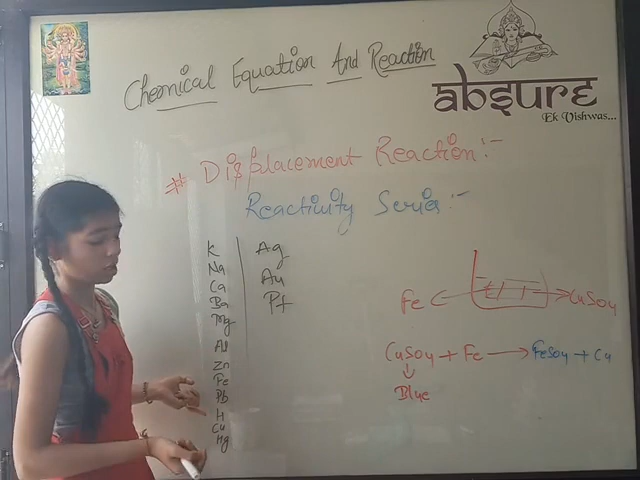 Chemical Equation And Reaction
absure
Ek Vishwas...
* Displacement Reaction:-
Reactivity Series:-
K
Na
Ca
Ba
Mg
Al
Zn
Fe
Pb
H
Cu
Hg
Ag
Au
Pt
Fe
CuSO4
CuSO4 + Fe → FeSO4 + Cu
↓
Blue